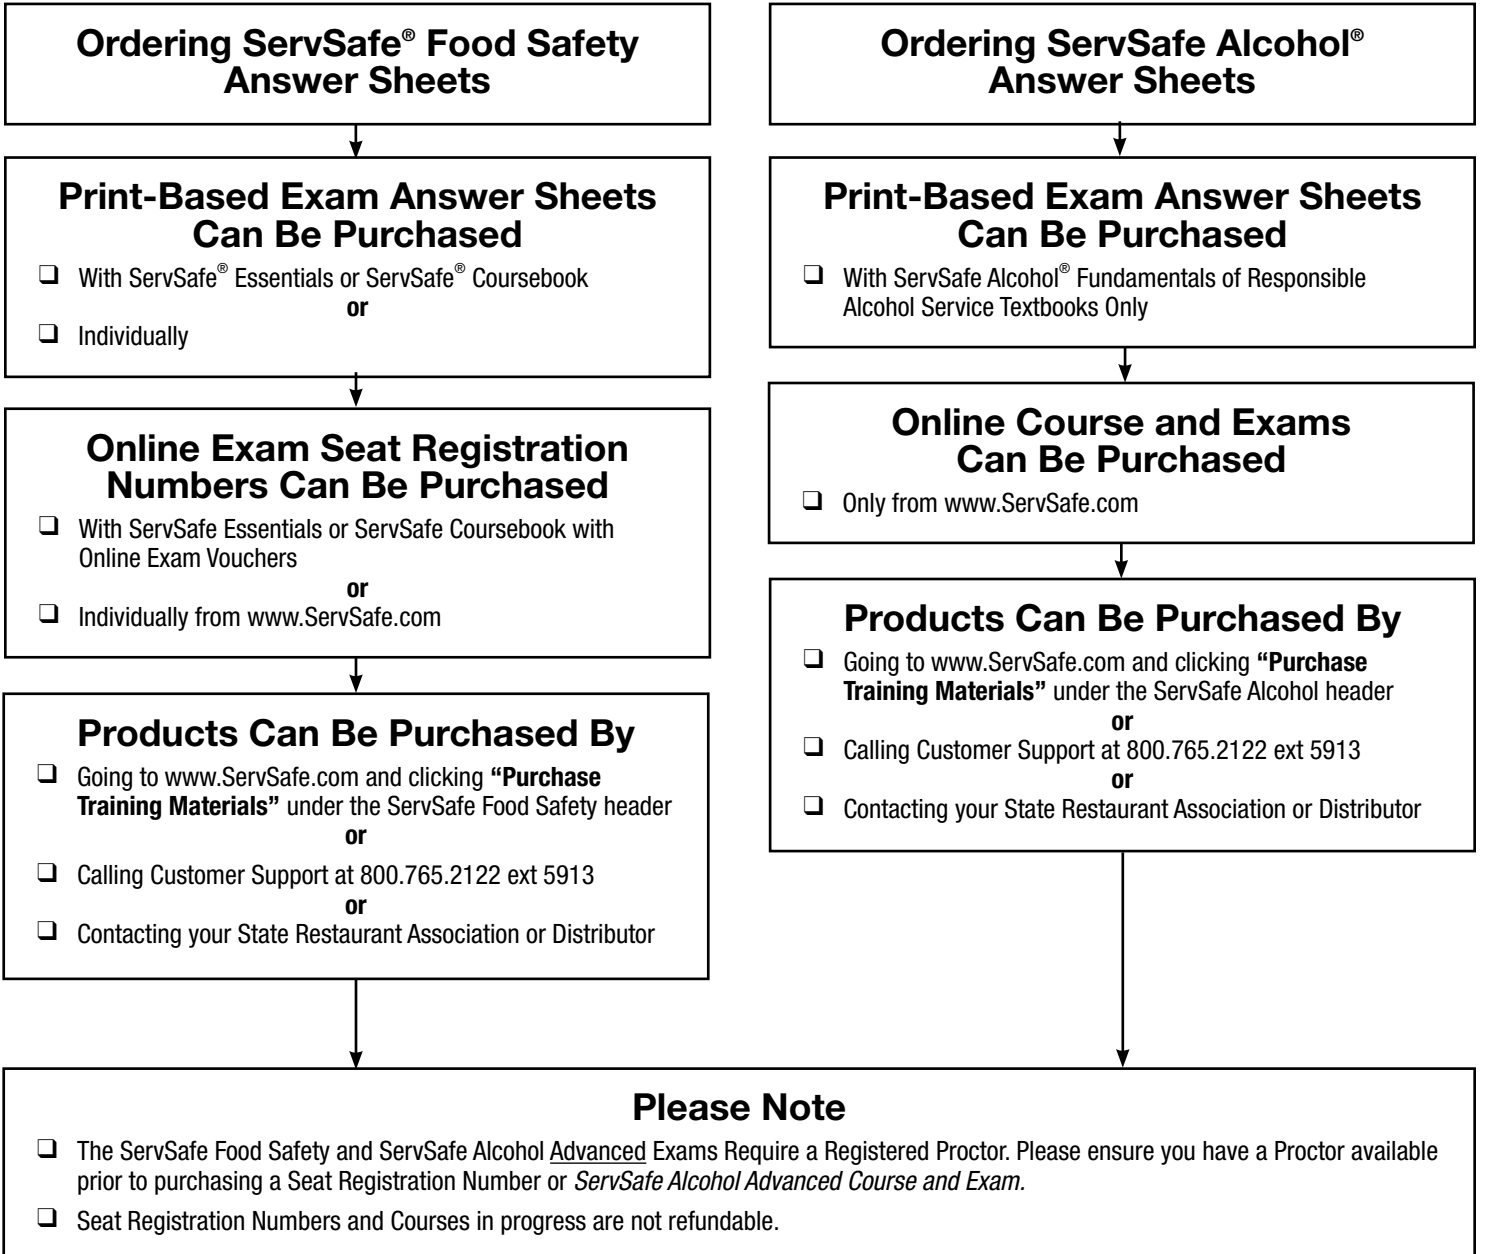 Ordering ServSafe® Food Safety
Answer Sheets
Print-Based Exam Answer Sheets
Can Be Purchased
❑ With ServSafe® Essentials or ServSafe® Coursebook
or
❑ Individually
Online Exam Seat Registration
Numbers Can Be Purchased
❑ With ServSafe Essentials or ServSafe Coursebook with
Online Exam Vouchers
or
❑ Individually from www.ServSafe.com
Products Can Be Purchased By
❑ Going to www.ServSafe.com and clicking “Purchase
Training Materials” under the ServSafe Food Safety header
or
❑ Calling Customer Support at 800.765.2122 ext 5913
or
❑ Contacting your State Restaurant Association or Distributor
Ordering ServSafe Alcohol®
Answer Sheets
Print-Based Exam Answer Sheets
Can Be Purchased
❑ With ServSafe Alcohol® Fundamentals of Responsible
Alcohol Service Textbooks Only
Online Course and Exams
Can Be Purchased
❑ Only from www.ServSafe.com
Products Can Be Purchased By
❑ Going to www.ServSafe.com and clicking “Purchase
Training Materials” under the ServSafe Alcohol header
or
❑ Calling Customer Support at 800.765.2122 ext 5913
or
❑ Contacting your State Restaurant Association or Distributor
Please Note
❑ The ServSafe Food Safety and ServSafe Alcohol Advanced Exams Require a Registered Proctor. Please ensure you have a Proctor available
prior to purchasing a Seat Registration Number or ServSafe Alcohol Advanced Course and Exam.
❑ Seat Registration Numbers and Courses in progress are not refundable.